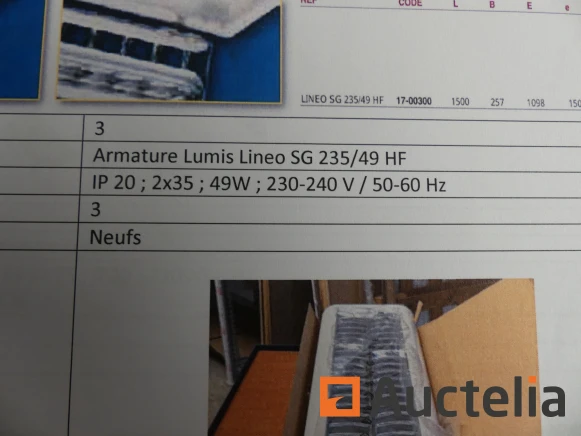 REF CODE L B E e
LINEO SG 235/49 HF 17-00300 1500 257 1098 150
3
Armature Lumis Lineo SG 235/49 HF
IP 20 ; 2x35 ; 49W ; 230-240 V / 50-60 Hz
3
Neufs
Auctelia